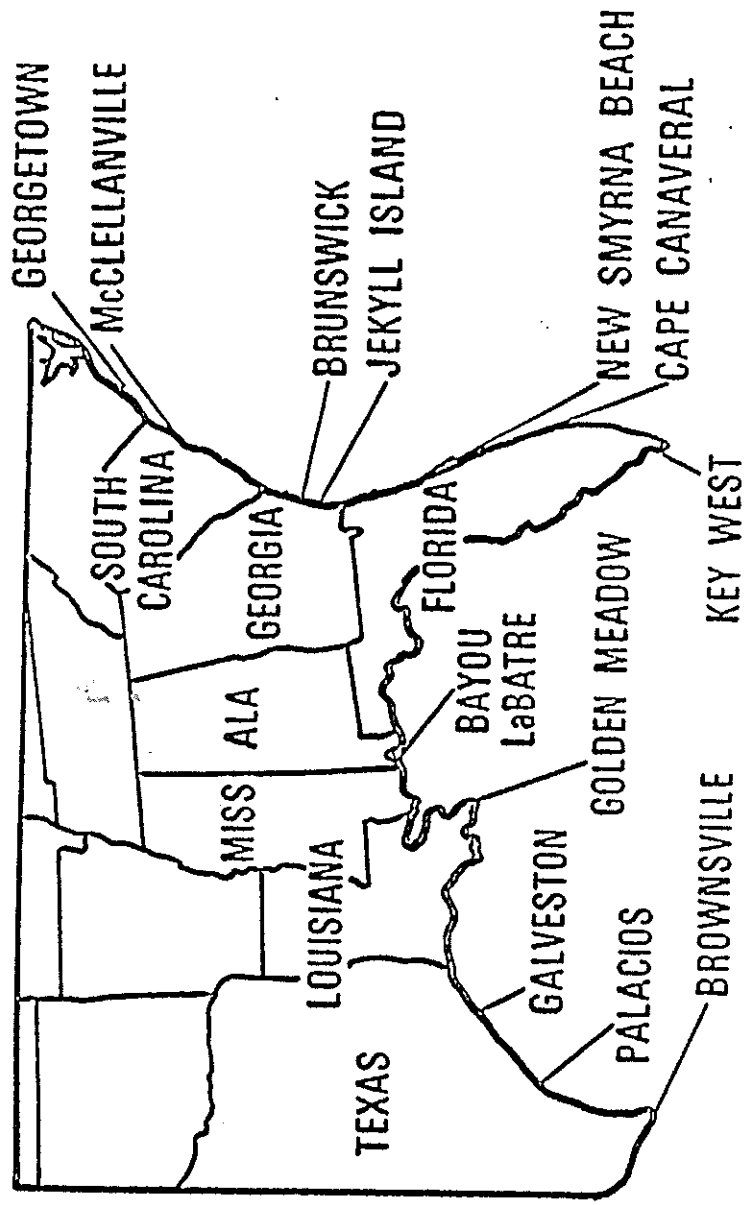 GEORGETOWN
McCLELLANVILLE
SOUTH
CAROLINA
BRUNSWICK
JEKYLL ISLAND
GEORGIA
ALA
MISS
LOUISIANA
TEXAS
FLORIDA
NEW SMYRNA BEACH
CAPE CANAVERAL
KEY WEST
BAYOU
LaBATRE
GOLDEN MEADOW
GALVESTON
PALACIOS
BROWNSVILLE